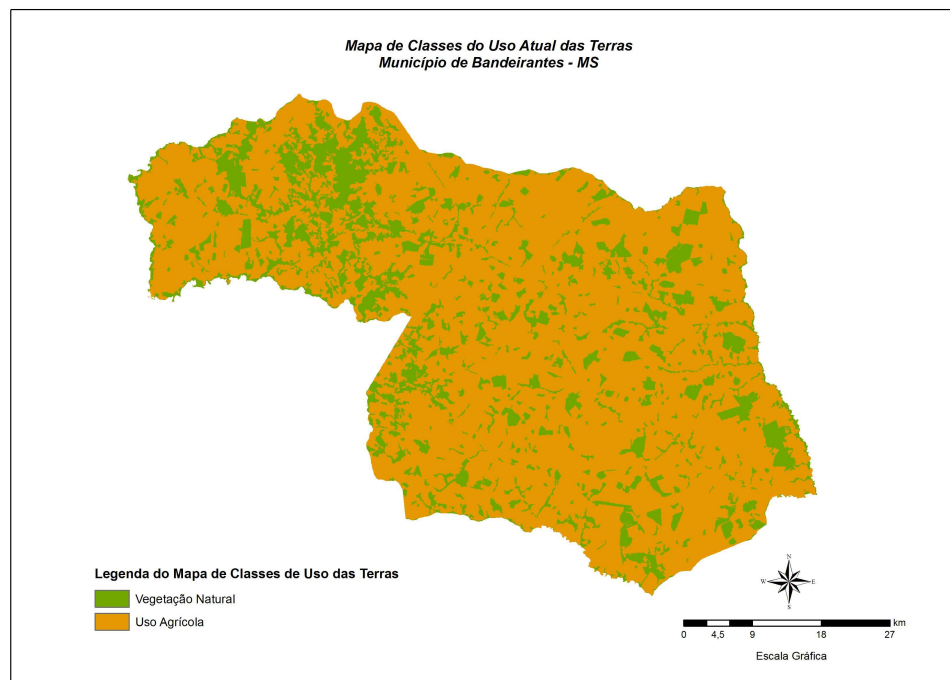 Mapa de Classes do Uso Atual das Terras
Município de Bandeirantes - MS
Legenda do Mapa de Classes de Uso das Terras
Vegetação Natural
Uso Agrícola
N
W E
S
km
0 4,5 9 18 27
Escala Gráfica